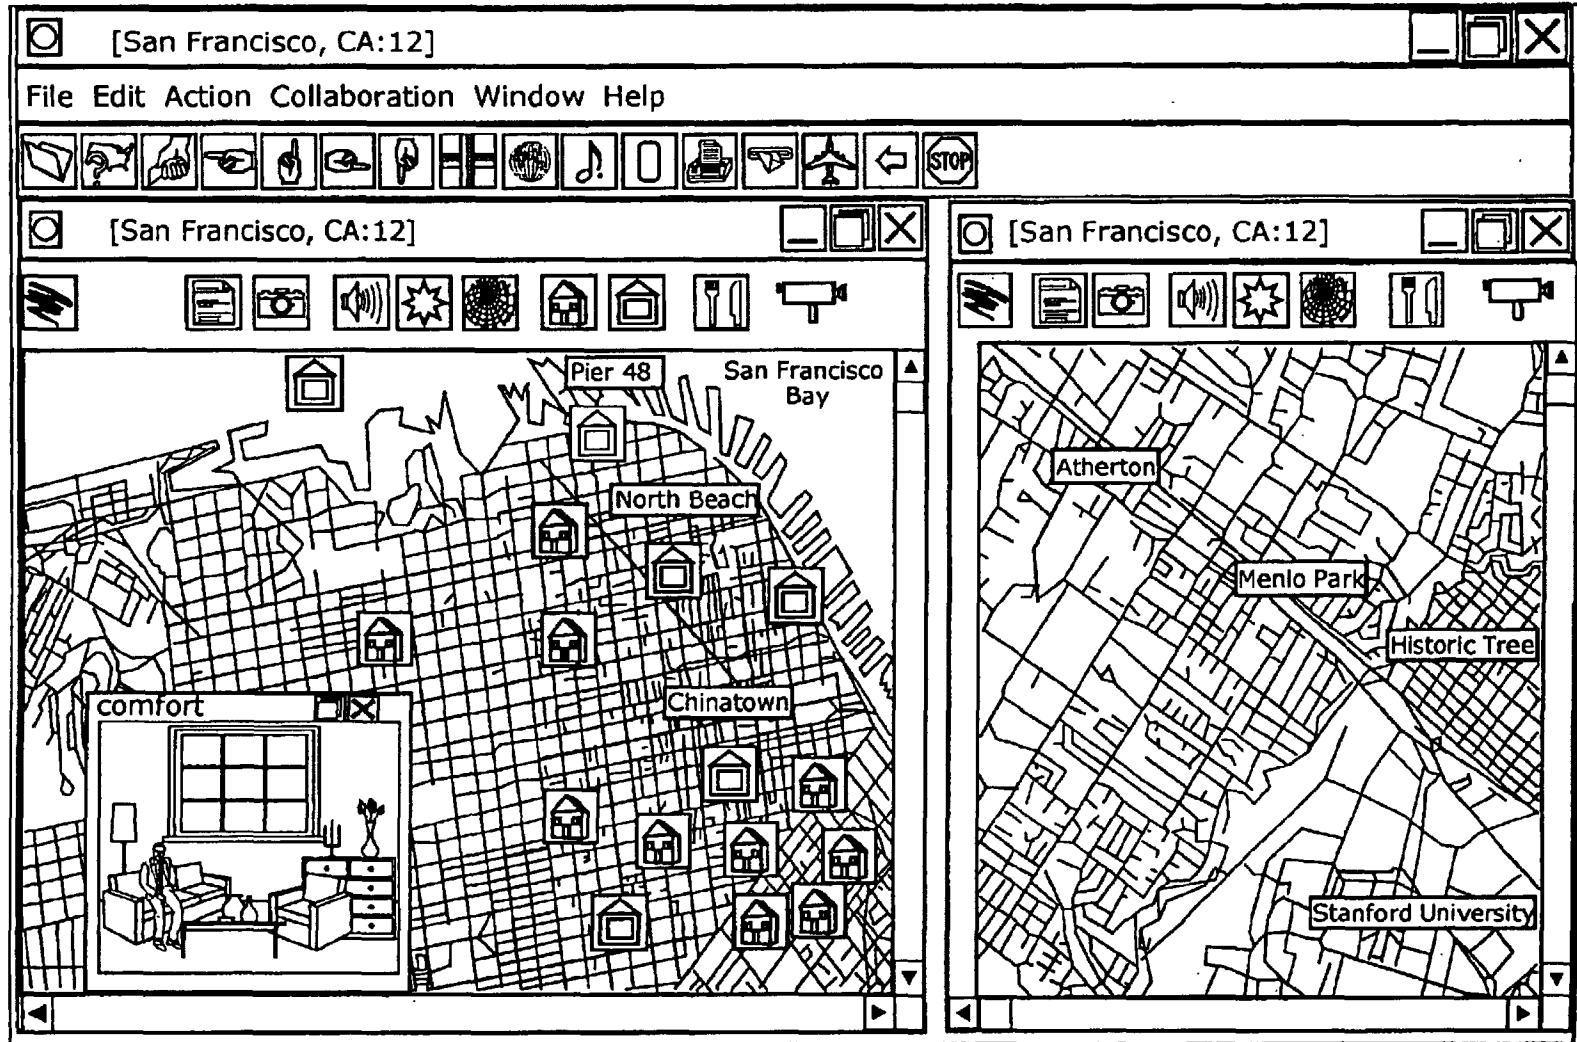 [San Francisco, CA:12]
File Edit Action Collaboration Window Help
STOP
[San Francisco, CA:12]
[San Francisco, CA:12]
Pier 48
San Francisco
Bay
North Beach
Chinatown
comfort
Atherton
Menlo Park
Historic Tree
Stanford University